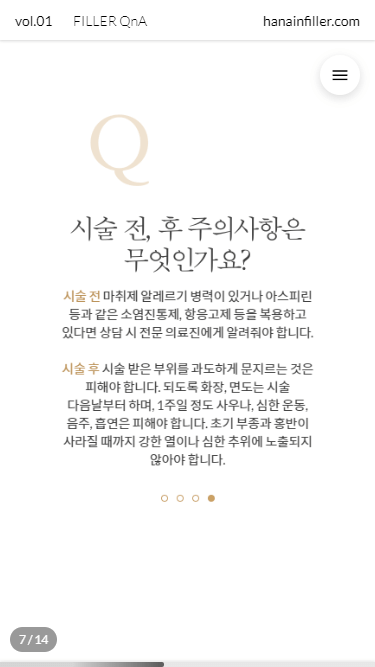 vol.01 FILLER QnA hanainfiller.com
Q
시술 전, 후 주의사항은
무엇인가요?
시술 전 마취제 알레르기 병력이 있거나 아스피린
등과 같은 소염진통제, 항응고제 등을 복용하고
있다면 상담 시 전문 의료진에게 알려줘야 합니다.
시술 후 시술 받은 부위를 과도하게 문지르는 것은
피해야 합니다. 되도록 화장, 면도는 시술
다음날부터 하며, 1주일 정도 사우나, 심한 운동,
음주, 흡연은 피해야 합니다. 초기 부종과 홍반이
사라질 때까지 강한 열이나 심한 추위에 노출되지
않아야 합니다.
7 / 14